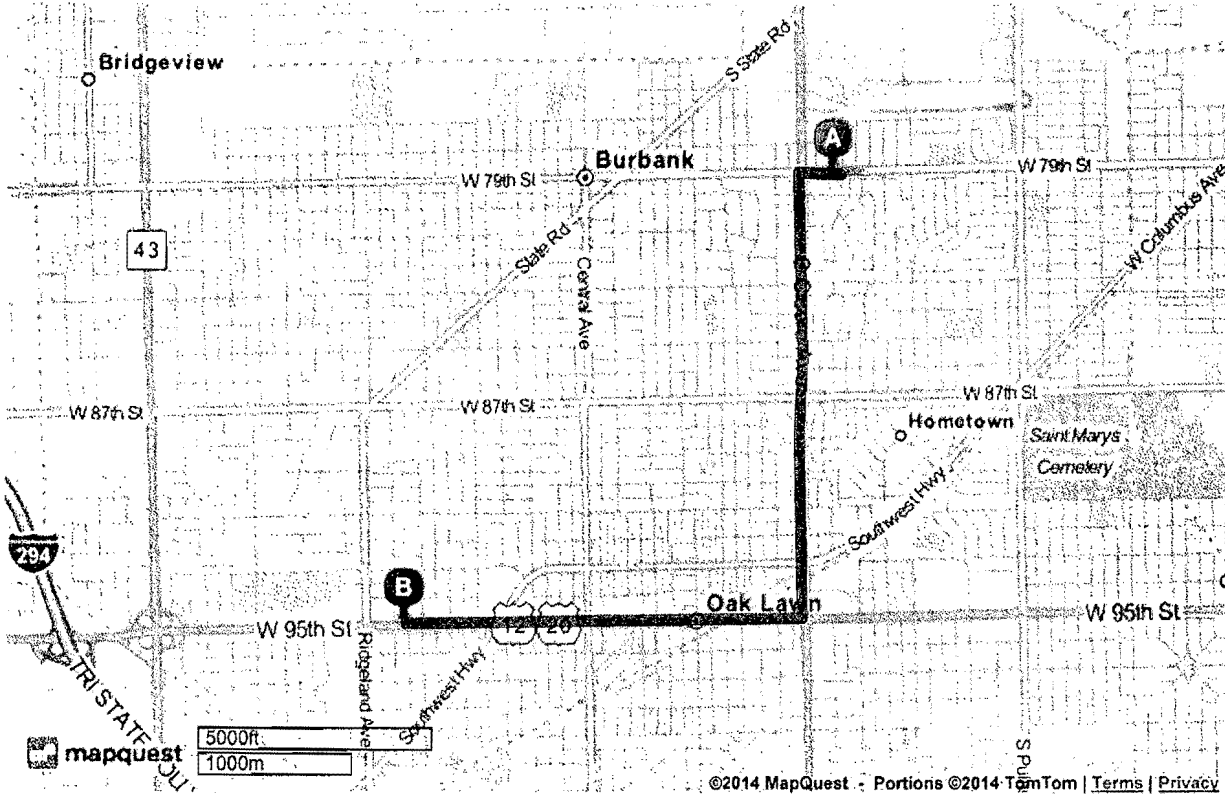 Bridgeview
S State Rd
A
Burbank
W 79th St
W 79th St
43
State Rd
Central Ave
W Columbus Ave
W 87th St
W 87th St
W 87th St
Hometown
Saint Marys
Cemetery
Southwest Hwy
294
B
Oak Lawn
W 95th St
12 20
W 95th St
Ridgeland Ave
Southwest Hwy
TRI STATE
mapquest
5000ft
1000m
©2014 MapQuest - Portions ©2014 TomTom | Terms | Privacy